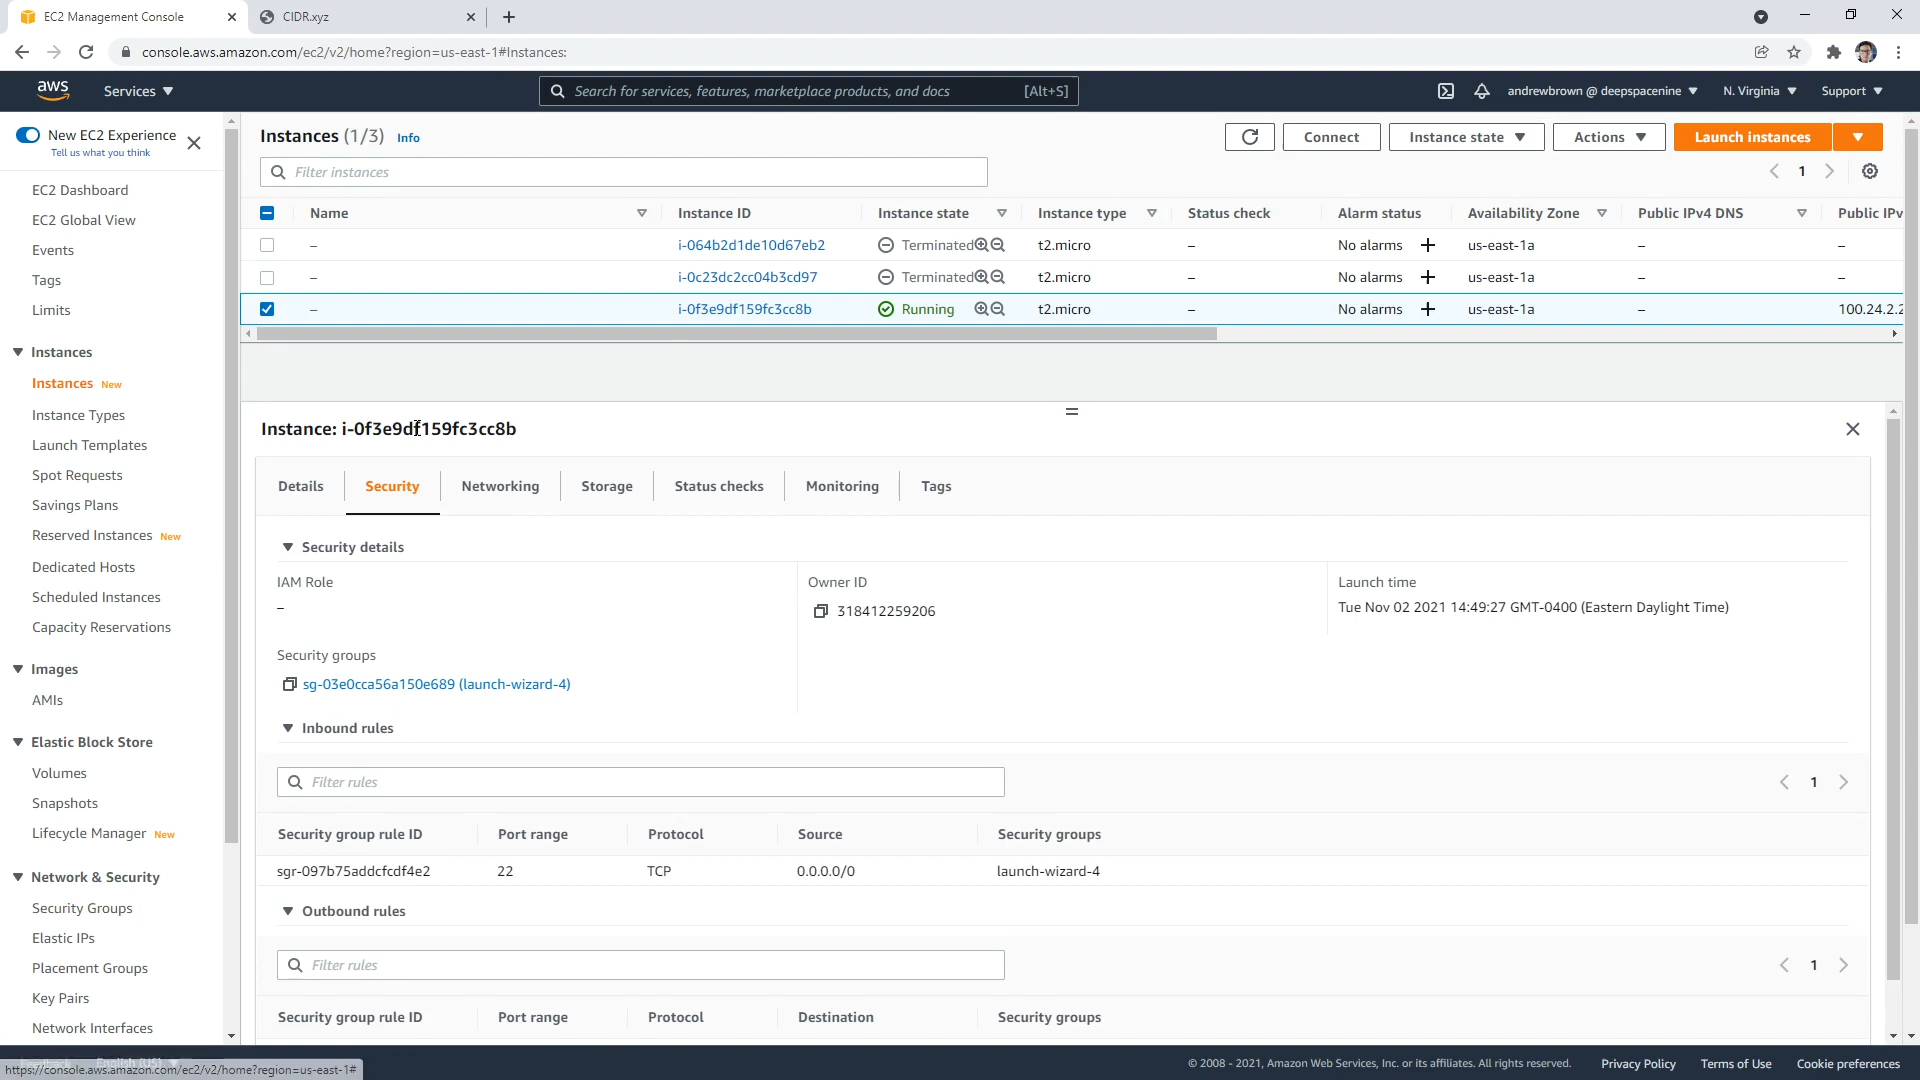 EC2 Management Console
CIDR.xyz
console.aws.amazon.com/ec2/v2/home?region=us-east-1#Instances:
aws
Services
Search for services, features, marketplace products, and docs [Alt+S]
andrewbrown @ deepspacenine
N. Virginia
Support
New EC2 Experience
Tell us what you think
EC2 Dashboard
EC2 Global View
Events
Tags
Limits
Instances
Instances New
Instance Types
Launch Templates
Spot Requests
Savings Plans
Reserved Instances New
Dedicated Hosts
Scheduled Instances
Capacity Reservations
Images
AMIs
Elastic Block Store
Volumes
Snapshots
Lifecycle Manager New
Network & Security
Security Groups
Elastic IPs
Placement Groups
Key Pairs
Network Interfaces
Instances (1/3) Info
Connect
Instance state
Actions
Launch instances
Filter instances
1
Name Instance ID Instance state Instance type Status check Alarm status Availability Zone Public IPv4 DNS Public IPv
– i-064b2d1de10d67eb2 Terminated t2.micro – No alarms + us-east-1a – –
– i-0c23dc2cc04b3cd97 Terminated t2.micro – No alarms + us-east-1a – –
– i-0f3e9df159fc3cc8b Running t2.micro – No alarms + us-east-1a – 100.24.2.2
Instance: i-0f3e9df159fc3cc8b
Details Security Networking Storage Status checks Monitoring Tags
Security details
IAM Role
–
Owner ID
318412259206
Launch time
Tue Nov 02 2021 14:49:27 GMT-0400 (Eastern Daylight Time)
Security groups
sg-03e0cca56a150e689 (launch-wizard-4)
Inbound rules
Filter rules
1
Security group rule ID Port range Protocol Source Security groups
sgr-097b75addcfcdf4e2 22 TCP 0.0.0.0/0 launch-wizard-4
Outbound rules
Filter rules
1
Security group rule ID Port range Protocol Destination Security groups
https://console.aws.amazon.com/ec2/v2/home?region=us-east-1#
© 2008 - 2021, Amazon Web Services, Inc. or its affiliates. All rights reserved.
Privacy Policy
Terms of Use
Cookie preferences